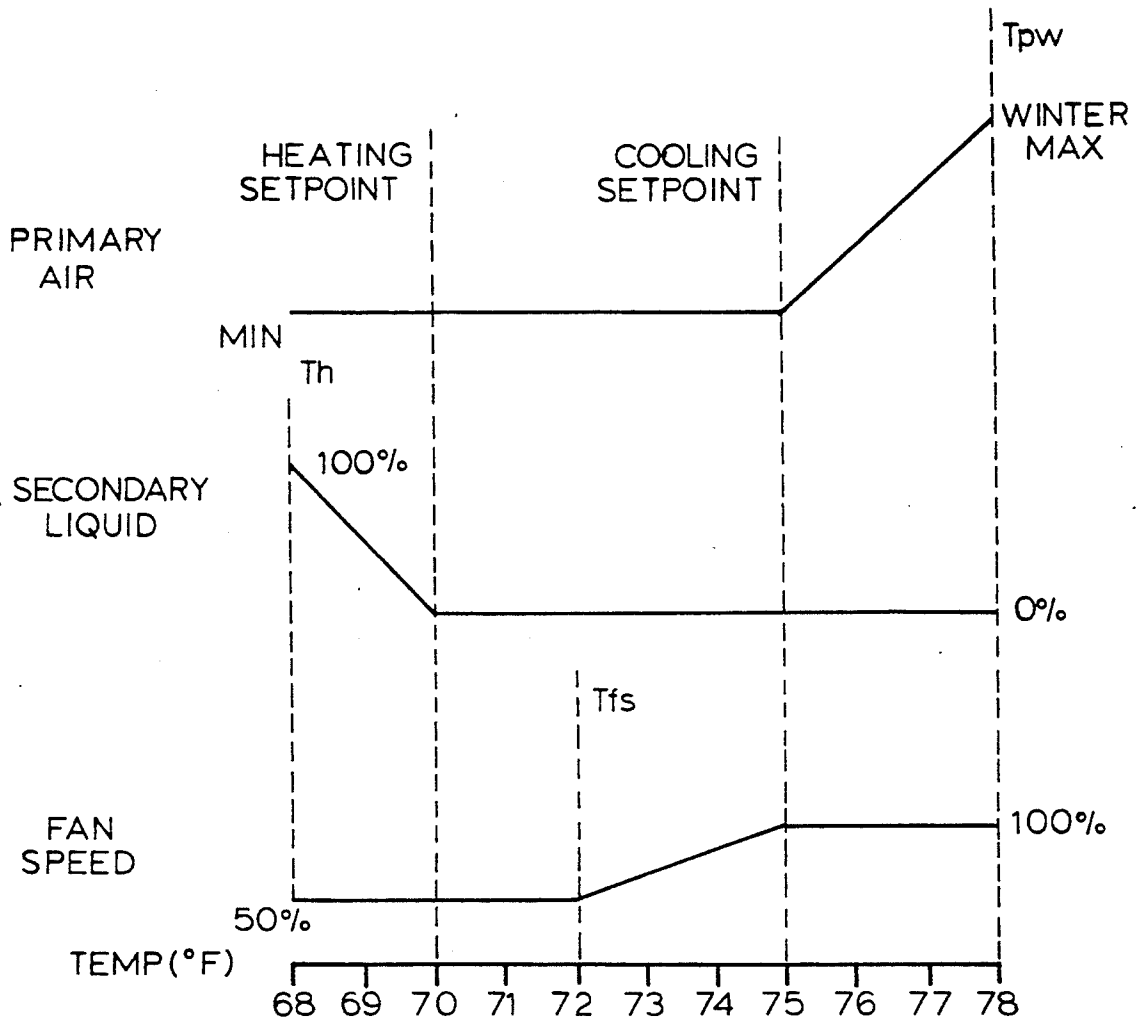 Tpw
WINTER
MAX
HEATING
SETPOINT
COOLING
SETPOINT
PRIMARY
AIR
MIN
Th
100%
SECONDARY
LIQUID
0%
Tfs
FAN
SPEED
100%
50%
TEMP(°F)
68 69 70 71 72 73 74 75 76 77 78